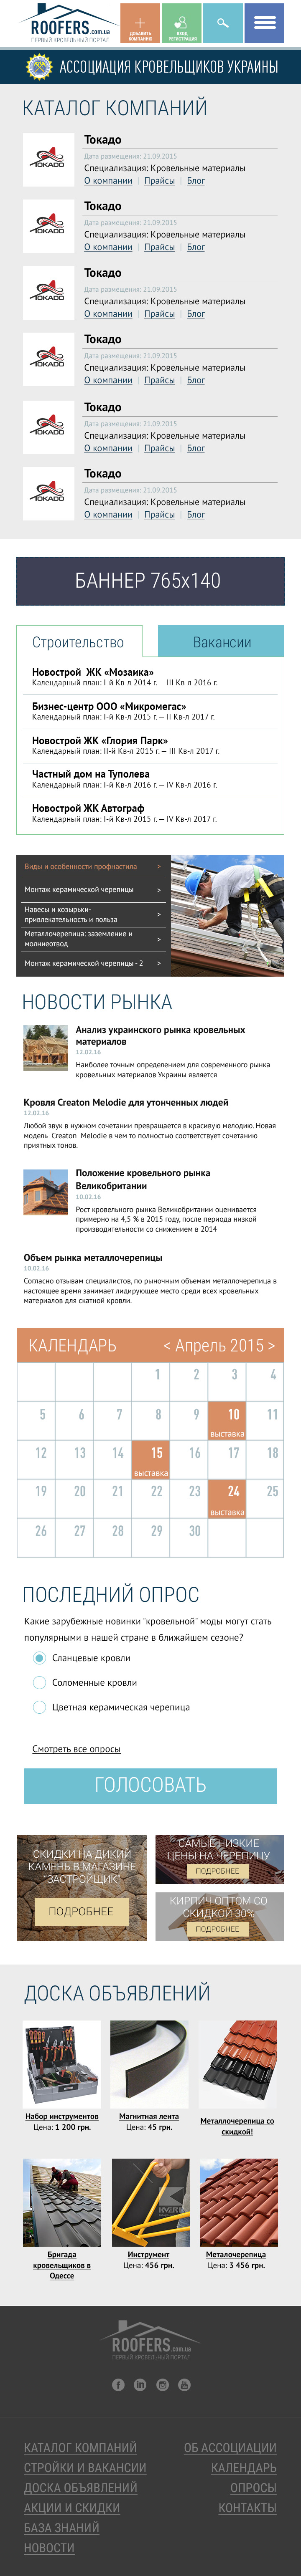 ROOFERS.com.ua
ПЕРВЫЙ КРОВЕЛЬНЫЙ ПОРТАЛ
ДОБАВИТЬ КОМПАНИЮ
ВХОД РЕГИСТРАЦИЯ
АССОЦИАЦИЯ КРОВЕЛЬЩИКОВ УКРАИНЫ
КАТАЛОГ КОМПАНИЙ
TOKADO
Токадо
Дата размещения: 21.09.2015
Специализация: Кровельные материалы
О компании | Прайсы | Блог
TOKADO
Токадо
Дата размещения: 21.09.2015
Специализация: Кровельные материалы
О компании | Прайсы | Блог
TOKADO
Токадо
Дата размещения: 21.09.2015
Специализация: Кровельные материалы
О компании | Прайсы | Блог
TOKADO
Токадо
Дата размещения: 21.09.2015
Специализация: Кровельные материалы
О компании | Прайсы | Блог
TOKADO
Токадо
Дата размещения: 21.09.2015
Специализация: Кровельные материалы
О компании | Прайсы | Блог
TOKADO
Токадо
Дата размещения: 21.09.2015
Специализация: Кровельные материалы
О компании | Прайсы | Блог
БАННЕР 765x140
Строительство
Вакансии
Новострой ЖК «Мозаика»
Календарный план: I-й Кв-л 2014 г. — III Кв-л 2016 г.
Бизнес-центр ООО «Микромегас»
Календарный план: I-й Кв-л 2015 г. — II Кв-л 2017 г.
Новострой ЖК «Глория Парк»
Календарный план: II-й Кв-л 2015 г. — III Кв-л 2017 г.
Частный дом на Туполева
Календарный план: I-й Кв-л 2016 г. — IV Кв-л 2016 г.
Новострой ЖК Автограф
Календарный план: I-й Кв-л 2015 г. — IV Кв-л 2017 г.
Виды и особенности профнастила >
Монтаж керамической черепицы >
Навесы и козырьки- привлекательность и польза >
Металлочерепица: заземление и молниеотвод >
Монтаж керамической черепицы - 2 >
НОВОСТИ РЫНКА
Анализ украинского рынка кровельных
материалов
12.02.16
Наиболее точным определением для современного рынка
кровельных материалов Украины является
Кровля Creaton Melodie для утонченных людей
12.02.16
Любой звук в нужном сочетании превращается в красивую мелодию. Новая
модель Creaton Melodie в чем то полностью соответствует сочетанию
приятных тонов.
Положение кровельного рынка
Великобритании
10.02.16
Рост кровельного рынка Великобритании оценивается
примерно на 4,5 % в 2015 году, после периода низкой
производительности со снижением в 2014
Объем рынка металлочерепицы
10.02.16
Согласно отзывам специалистов, по рыночным объемам металлочерепица в
настоящее время занимает лидирующее место среди всех кровельных
материалов для скатной кровли.
КАЛЕНДАРЬ < Апрель 2015 >
1 2 3 4
5 6 7 8 9 10 11
выставка
12 13 14 15 16 17 18
выставка
19 20 21 22 23 24 25
выставка
26 27 28 29 30
ПОСЛЕДНИЙ ОПРОС
Какие зарубежные новинки "кровельной" моды могут стать
популярными в нашей стране в ближайшем сезоне?
Сланцевые кровли
Соломенные кровли
Цветная керамическая черепица
Смотреть все опросы
ГОЛОСОВАТЬ
СКИДКИ НА ДИКИЙ
КАМЕНЬ В МАГАЗИНЕ
"ЗАСТРОЙЩИК"
ПОДРОБНЕЕ
САМЫЕ НИЗКИЕ
ЦЕНЫ НА ЧЕРЕПИЦУ
ПОДРОБНЕЕ
КИРПИЧ ОПТОМ СО
СКИДКОЙ 30%
ПОДРОБНЕЕ
ДОСКА ОБЪЯВЛЕНИЙ
Набор инструментов
Цена: 1 200 грн.
Магнитная лента
Цена: 45 грн.
Металлочерепица со
скидкой!
Бригада
кровельщиков в
Одессе
Инструмент
Цена: 456 грн.
Металочерепица
Цена: 3 456 грн.
ROOFERS.com.ua
ПЕРВЫЙ КРОВЕЛЬНЫЙ ПОРТАЛ
КАТАЛОГ КОМПАНИЙ
СТРОЙКИ И ВАКАНСИИ
ДОСКА ОБЪЯВЛЕНИЙ
АКЦИИ И СКИДКИ
БАЗА ЗНАНИЙ
НОВОСТИ
ОБ АССОЦИАЦИИ
КАЛЕНДАРЬ
ОПРОСЫ
КОНТАКТЫ